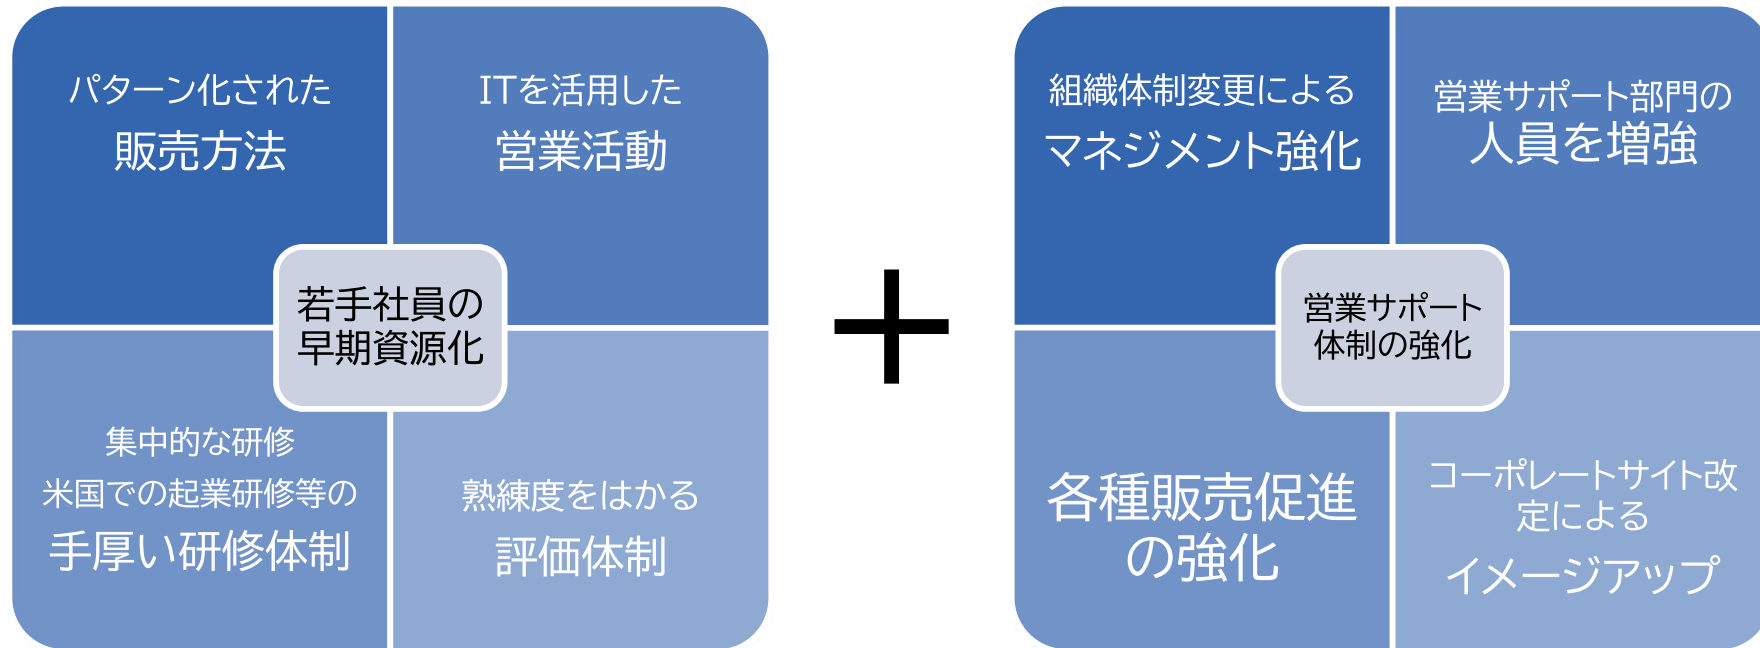 パターン化された
販売方法
ITを活用した
営業活動
若手社員の
早期資源化
集中的な研修
米国での起業研修等の
手厚い研修体制
熟練度をはかる
評価体制
＋
組織体制変更による
マネジメント強化
営業サポート部門の
人員を増強
営業サポート
体制の強化
各種販売促進
の強化
コーポレートサイト改
定による
イメージアップ